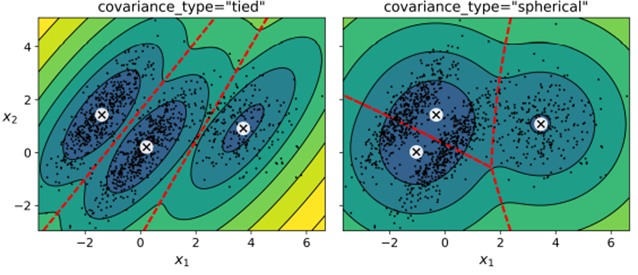 covariance_type="tied"
covariance_type="spherical"
x2
4
2
0
−2
−2 0 2 4 6
−2 0 2 4 6
x1
x1